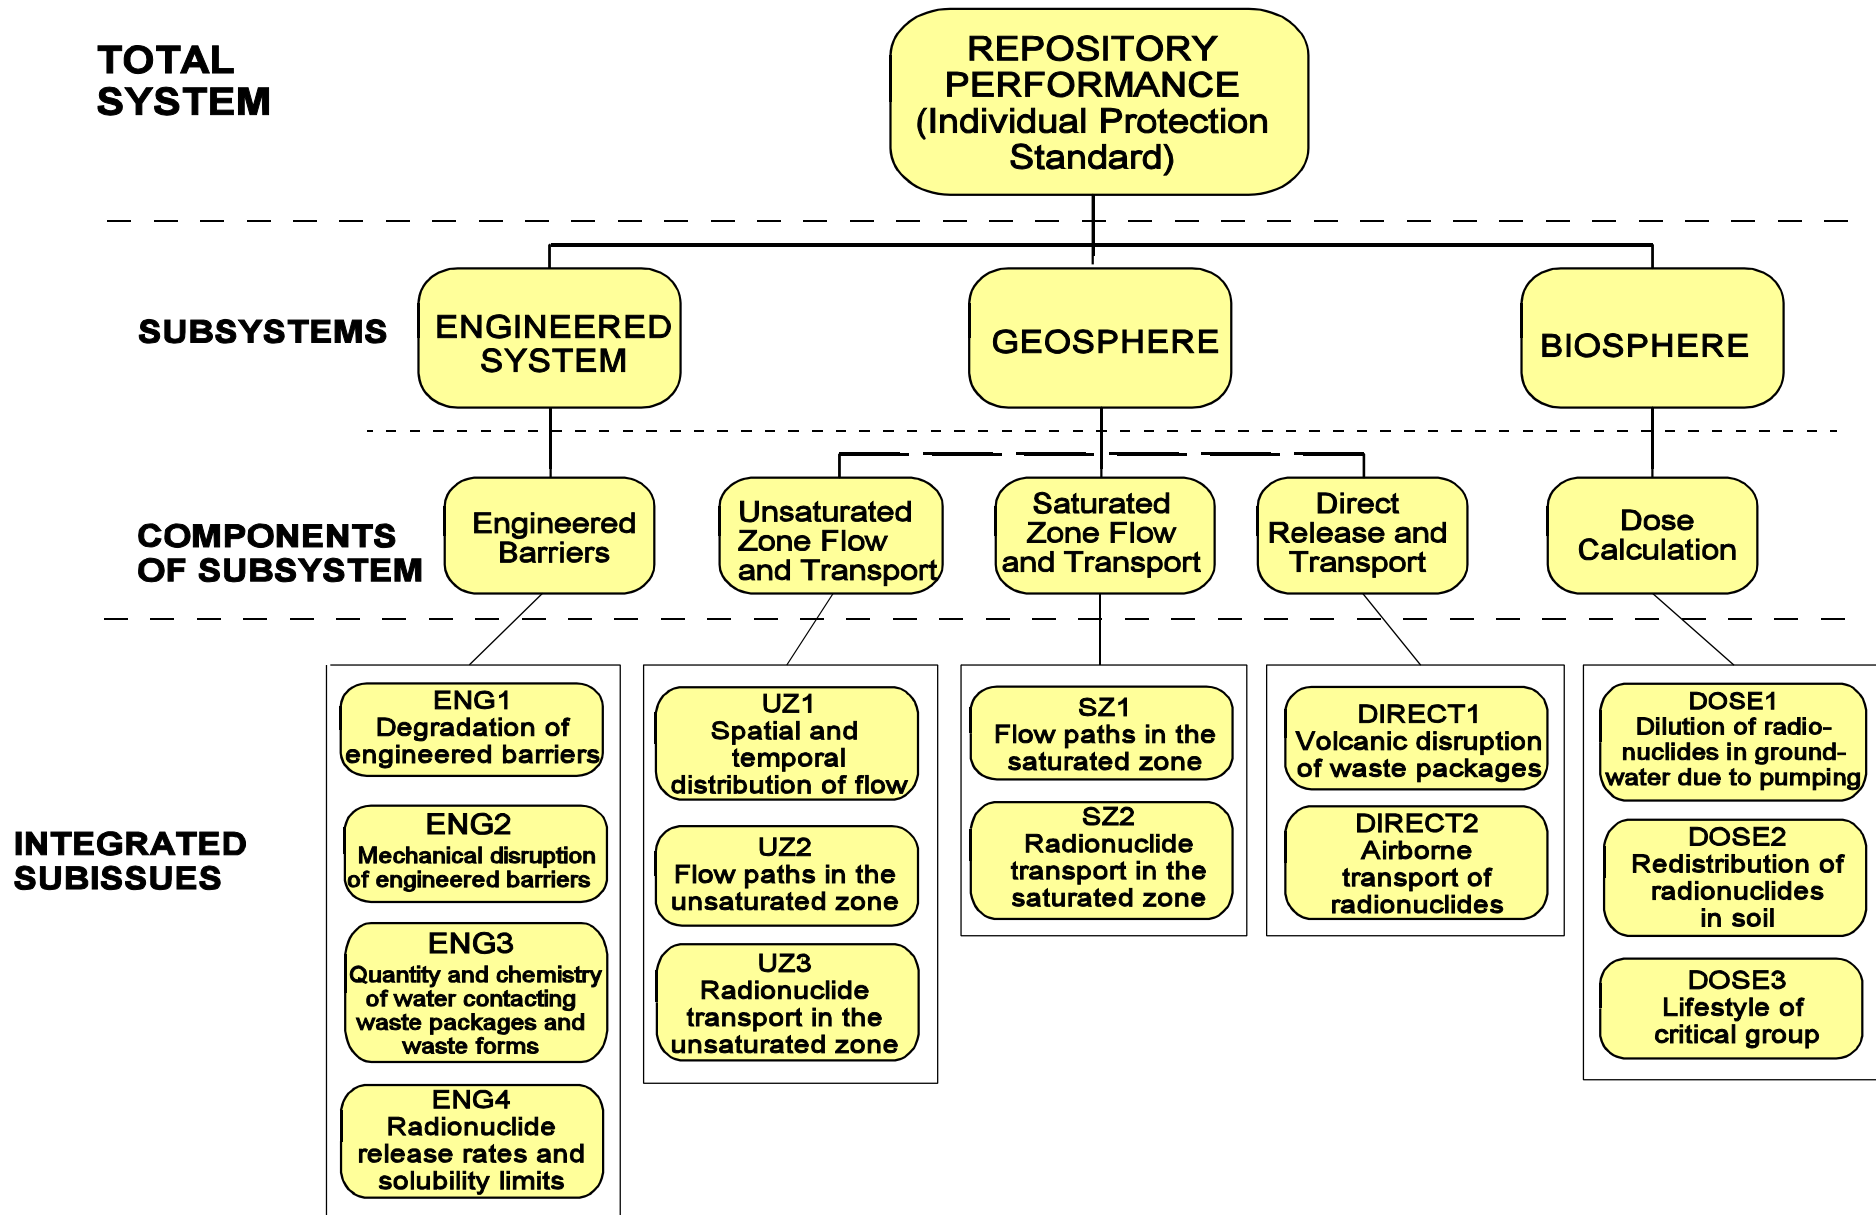 TOTAL
SYSTEM
REPOSITORY
PERFORMANCE
(Individual Protection
Standard)
SUBSYSTEMS
ENGINEERED
SYSTEM
GEOSPHERE
BIOSPHERE
COMPONENTS
OF SUBSYSTEM
Engineered
Barriers
Unsaturated
Zone Flow
and Transport
Saturated
Zone Flow
and Transport
Direct
Release and
Transport
Dose
Calculation
INTEGRATED
SUBISSUES
ENG1
Degradation of
engineered barriers
ENG2
Mechanical disruption
of engineered barriers
ENG3
Quantity and chemistry
of water contacting
waste packages and
waste forms
ENG4
Radionuclide
release rates and
solubility limits
UZ1
Spatial and
temporal
distribution of flow
UZ2
Flow paths in the
unsaturated zone
UZ3
Radionuclide
transport in the
unsaturated zone
SZ1
Flow paths in the
saturated zone
SZ2
Radionuclide
transport in the
saturated zone
DIRECT1
Volcanic disruption
of waste packages
DIRECT2
Airborne
transport of
radionuclides
DOSE1
Dilution of radio-
nuclides in ground-
water due to pumping
DOSE2
Redistribution of
radionuclides
in soil
DOSE3
Lifestyle of
critical group